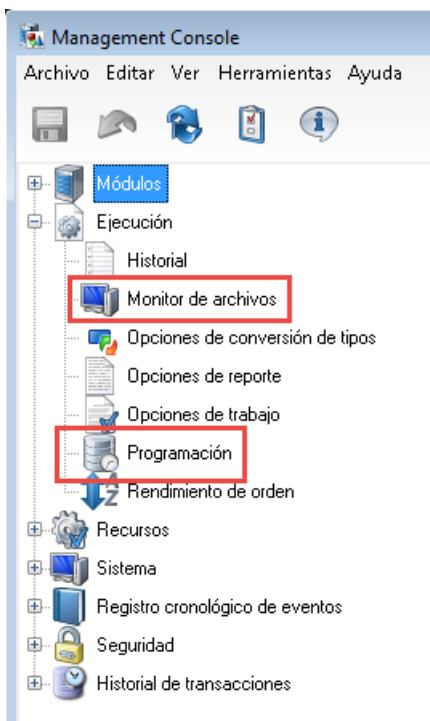 Management Console
Archivo Editar Ver Herramientas Ayuda
Módulos
Ejecución
Historial
Monitor de archivos
Opciones de conversión de tipos
Opciones de reporte
Opciones de trabajo
Programación
Rendimiento de orden
Recursos
Sistema
Registro cronológico de eventos
Seguridad
Historial de transacciones